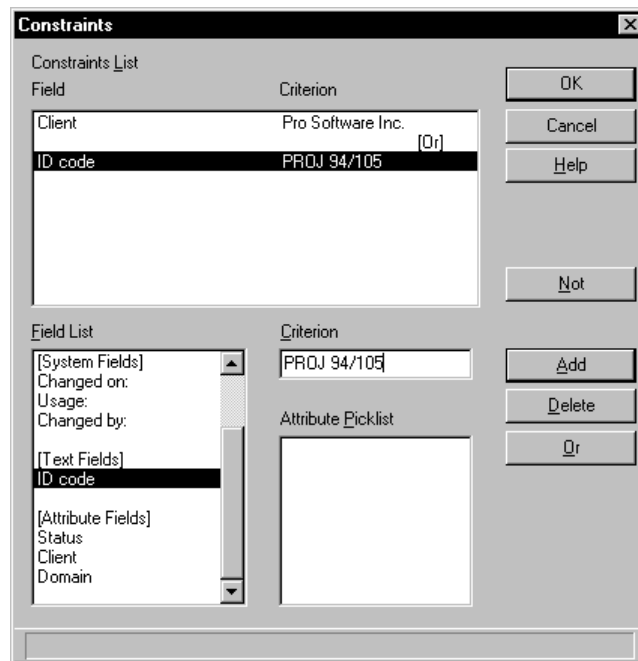 Constraints
Constraints List
Field Criterion
Client Pro Software Inc.
[Or]
ID code PROJ 94/105
OK
Cancel
Help
Not
Field List
[System Fields]
Changed on:
Usage:
Changed by:
[Text Fields]
ID code
[Attribute Fields]
Status
Client
Domain
Criterion
PROJ 94/105
Attribute Picklist
Add
Delete
Or